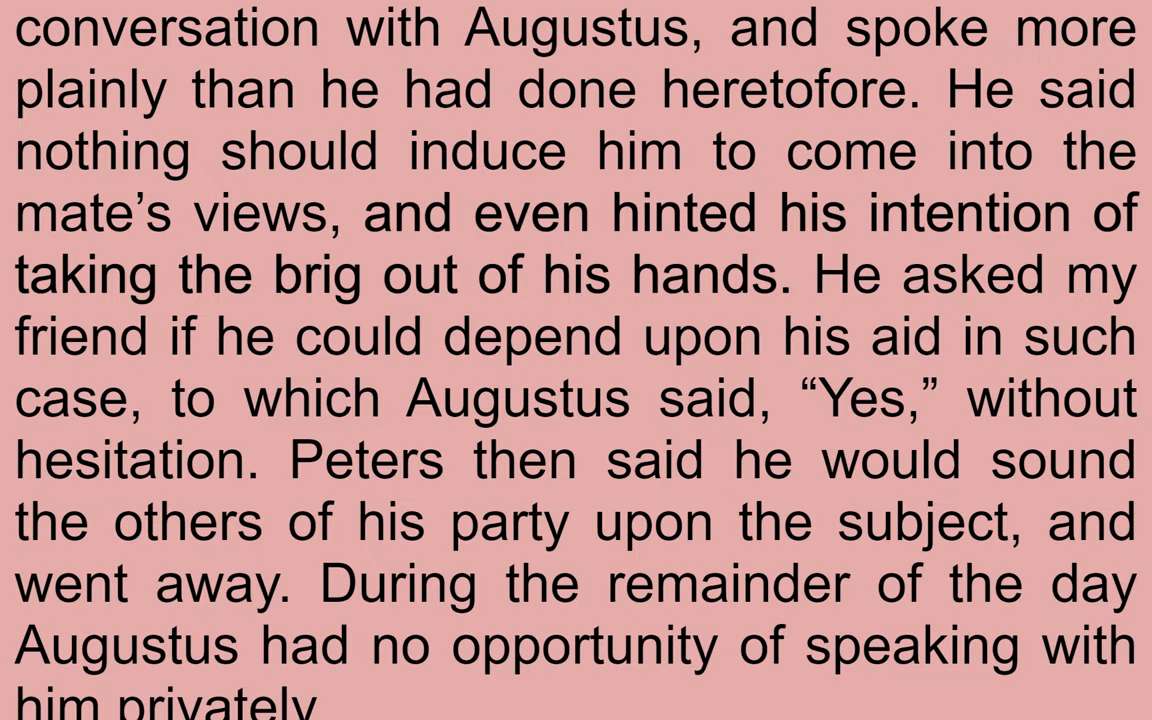 conversation with Augustus, and spoke more
plainly than he had done heretofore. He said
nothing should induce him to come into the
mate’s views, and even hinted his intention of
taking the brig out of his hands. He asked my
friend if he could depend upon his aid in such
case, to which Augustus said, “Yes,” without
hesitation. Peters then said he would sound
the others of his party upon the subject, and
went away. During the remainder of the day
Augustus had no opportunity of speaking with
him privately